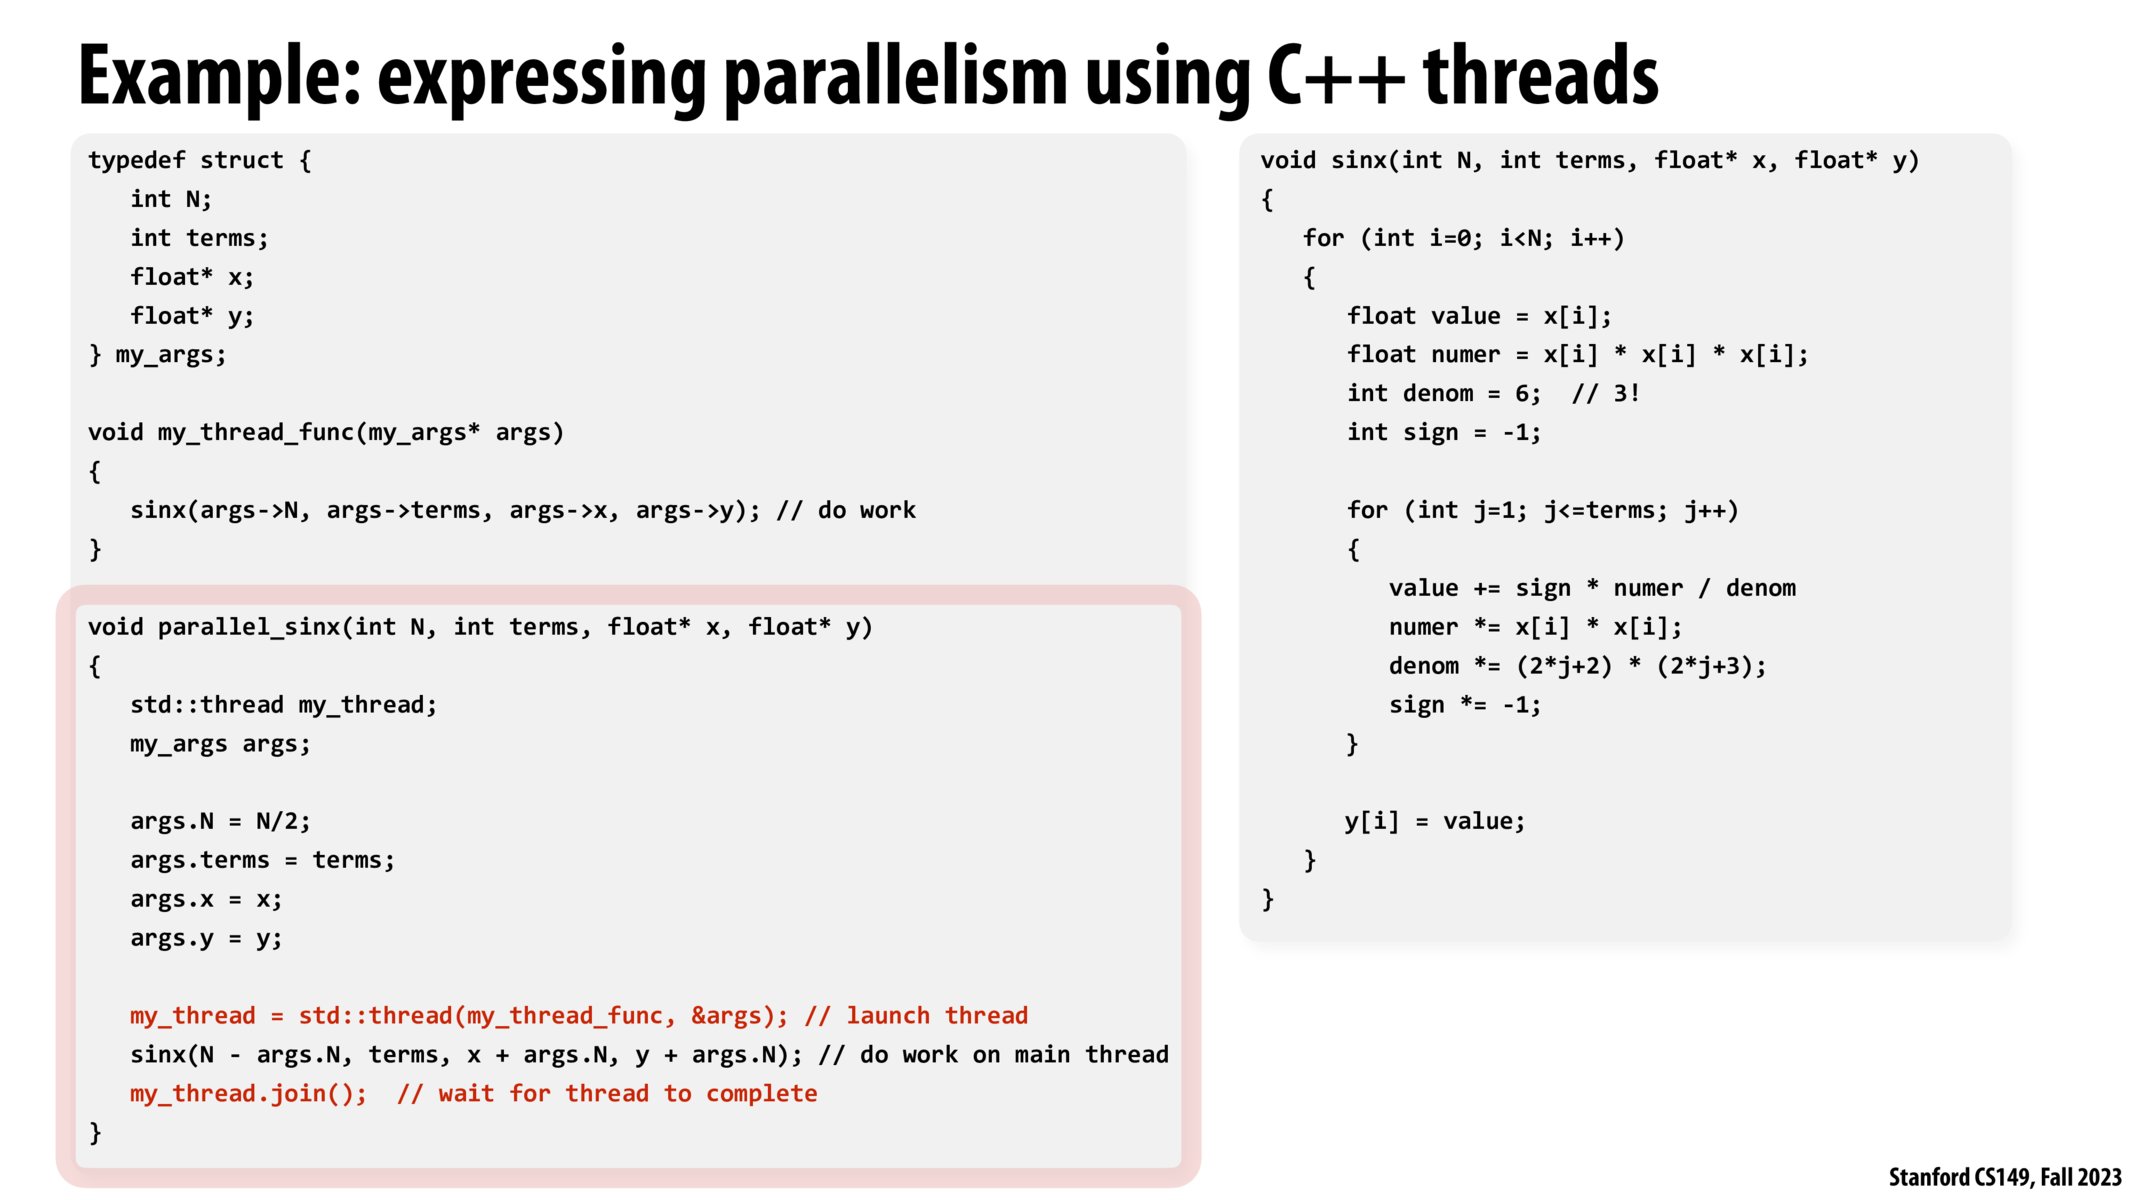 Example: expressing parallelism using C++ threads
typedef struct {
int N;
int terms;
float* x;
float* y;
} my_args;
void my_thread_func(my_args* args)
{
sinx(args->N, args->terms, args->x, args->y); // do work
}
void parallel_sinx(int N, int terms, float* x, float* y)
{
std::thread my_thread;
my_args args;
args.N = N/2;
args.terms = terms;
args.x = x;
args.y = y;
my_thread = std::thread(my_thread_func, &args); // launch thread
sinx(N - args.N, terms, x + args.N, y + args.N); // do work on main thread
my_thread.join(); // wait for thread to complete
}
void sinx(int N, int terms, float* x, float* y)
{
for (int i=0; i<N; i++)
{
float value = x[i];
float numer = x[i] * x[i] * x[i];
int denom = 6; // 3!
int sign = -1;
for (int j=1; j<=terms; j++)
{
value += sign * numer / denom
numer *= x[i] * x[i];
denom *= (2*j+2) * (2*j+3);
sign *= -1;
}
y[i] = value;
}
}
Stanford CS149, Fall 2023